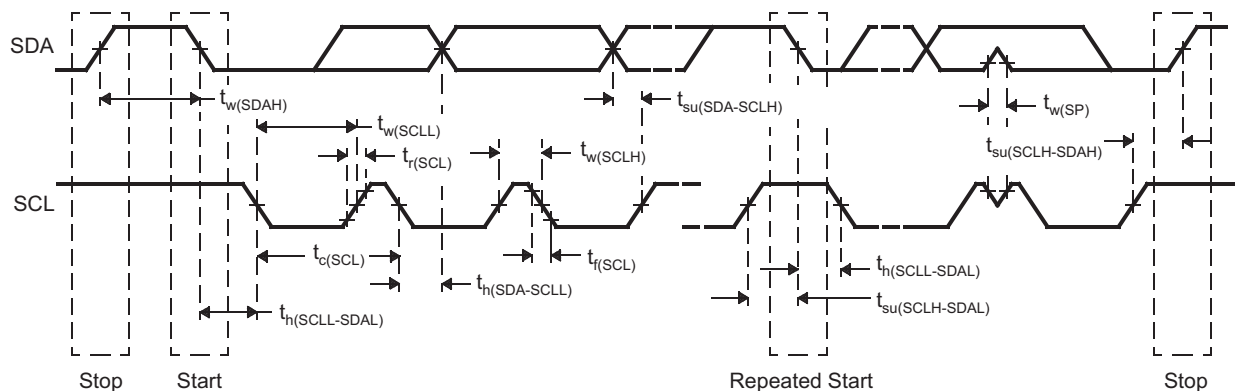 SDA
t_w(SDAH)
t_su(SDA-SCLH)
t_w(SP)
t_w(SCLL)
t_r(SCL)
t_w(SCLH)
t_su(SCLH-SDAH)
SCL
t_c(SCL)
t_f(SCL)
t_h(SCLL-SDAL)
t_h(SDA-SCLL)
t_h(SCLL-SDAL)
t_su(SCLH-SDAL)
Stop
Start
Repeated Start
Stop